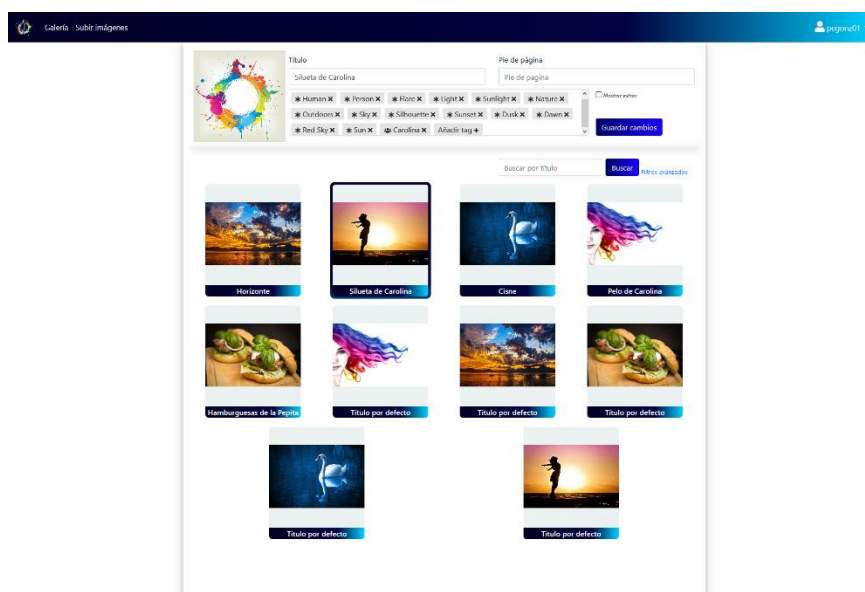 Galería Subir imágenes
pegonz01
Título
Pie de página
Silueta de Carolina
Pie de pagina
Human × Person × Flare × Light × Sunlight × Nature ×
Mostrar extras
Outdoors × Sky × Silhouette × Sunset × Dusk × Dawn ×
Red Sky × Sun × Carolina × Añadir tag +
Guardar cambios
Buscar por título
Buscar
Filtros avanzados
Horizonte
Silueta de Carolina
Cisne
Pelo de Carolina
Hamburguesas de la Pepita
Título por defecto
Título por defecto
Título por defecto
Título por defecto
Título por defecto